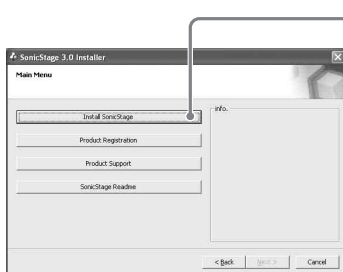 SonicStage 3.0 Installer
Main Menu
Install SonicStage
info.
Product Registration
Product Support
SonicStage Readme
< Back
Next >
Cancel